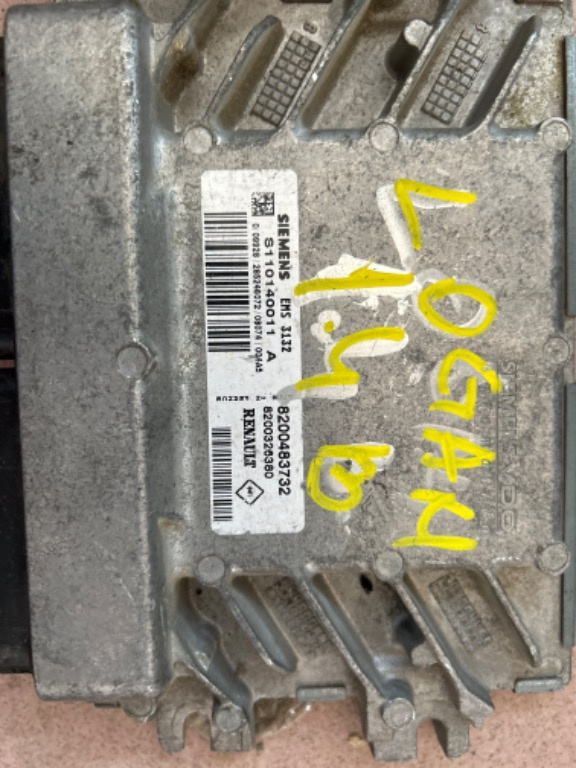 SIEMENS EMS 3132
S110140011 A
8200483732
8200326380
RENAULT
LOGAN
1.4 B